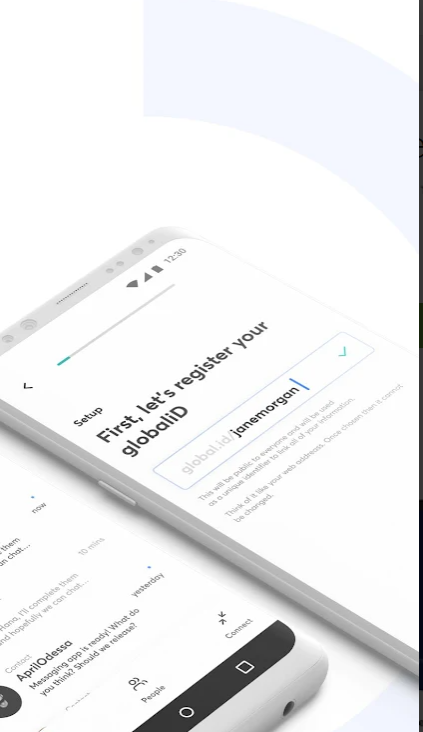 12:30
Setup
First, let's register your
globaliD
global.id/janemorgan
This will be public to everyone and will be used
as a unique identifier to link all of your information.
Think of it like your web address. Once chosen then it cannot
be changed.
now
them
an chat...
10 mins
I'll complete them
and hopefully we can chat...
yesterday
Contact
AprilOdessa
Messaging app is ready! What do
you think? Should we release?
People
Connect